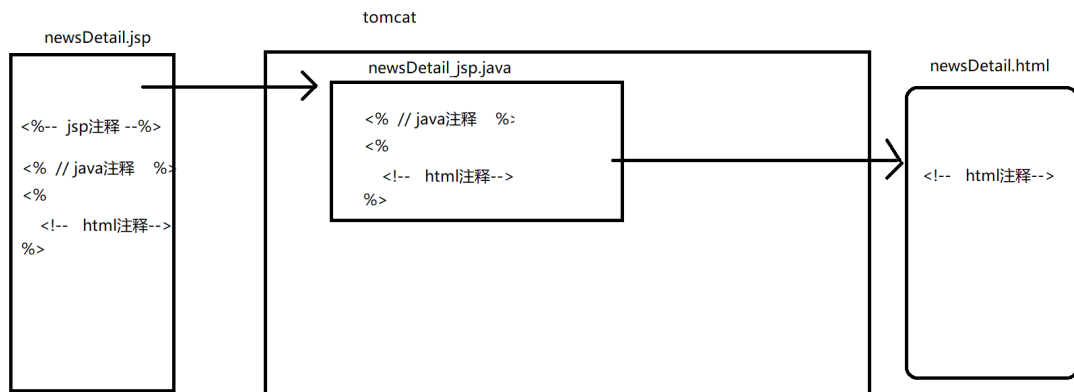 tomcat
newsDetail.jsp
<%-- jsp注释 --%>
<% // java注释 %>
<%
<!-- html注释-->
%>
newsDetail_jsp.java
<% // java注释 %>
<%
<!-- html注释-->
%>
newsDetail.html
<!-- html注释-->